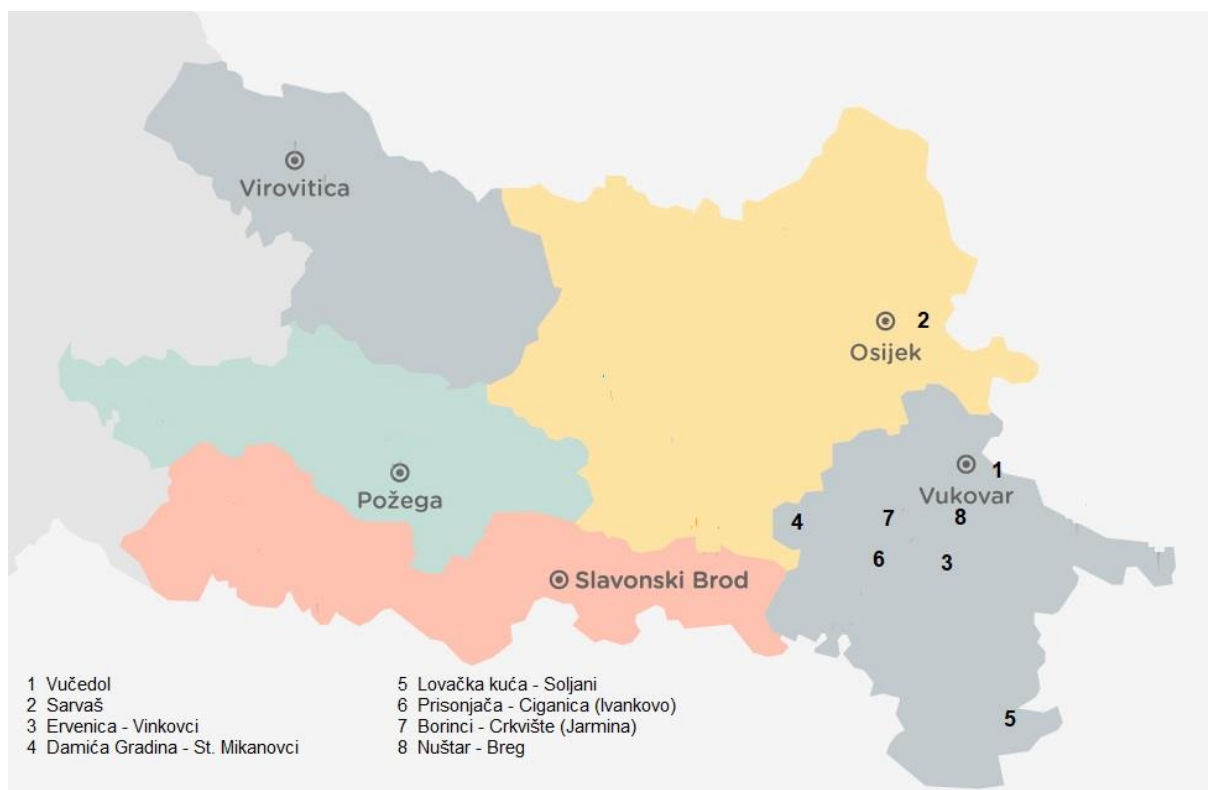 Virovitica
2
Osijek
1
Vukovar
Požega
4
7
8
6
3
Slavonski Brod
5
1 Vučedol
2 Sarvaš
3 Ervenica - Vinkovci
4 Damića Gradina - St. Mikanovci
5 Lovačka kuća - Soljani
6 Prisonjača - Ciganica (Ivankovo)
7 Borinci - Crkvište (Jarmina)
8 Nuštar - Breg